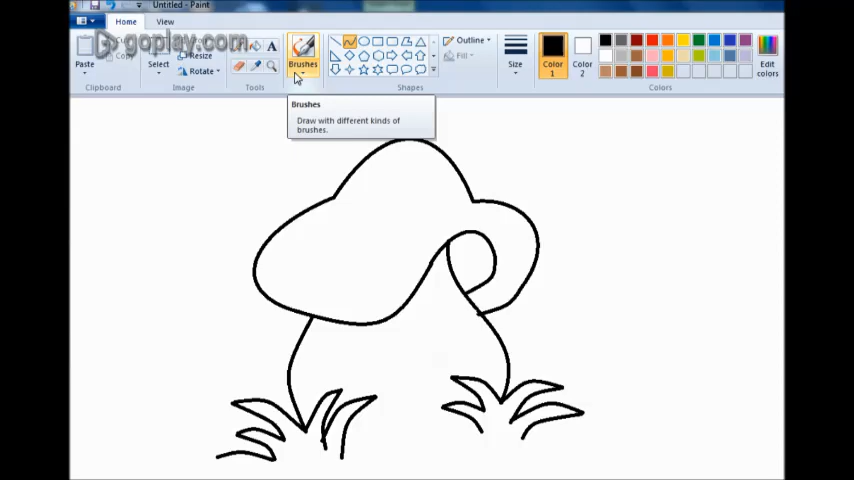 Untitled - Paint
goplay.com
Home
View
Paste
Select
Resize
Rotate
A
Brushes
Outline
Fill
Size
Color
1
Color
2
Edit
colors
Clipboard
Image
Tools
Shapes
Colors
Brushes
Draw with different kinds of
brushes.